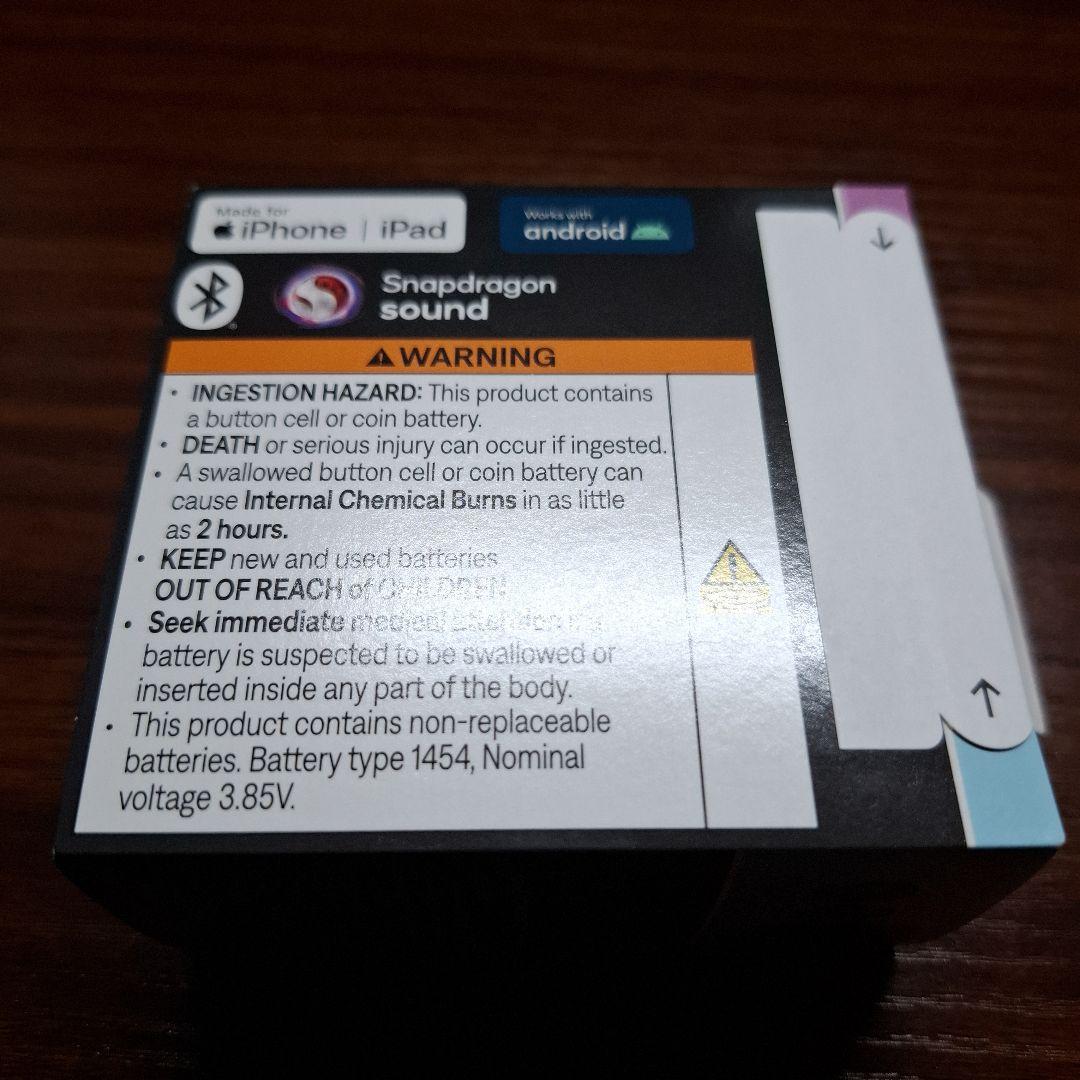 Made for
iPhone | iPad
Works with
android
Snapdragon
sound
WARNING
• INGESTION HAZARD: This product contains
a button cell or coin battery.
• DEATH or serious injury can occur if ingested.
• A swallowed button cell or coin battery can
cause Internal Chemical Burns in as little
as 2 hours.
• KEEP new and used batteries
OUT OF REACH of CHILDREN
• Seek immediate medical attention if a
battery is suspected to be swallowed or
inserted inside any part of the body.
• This product contains non-replaceable
batteries. Battery type 1454, Nominal
voltage 3.85V.